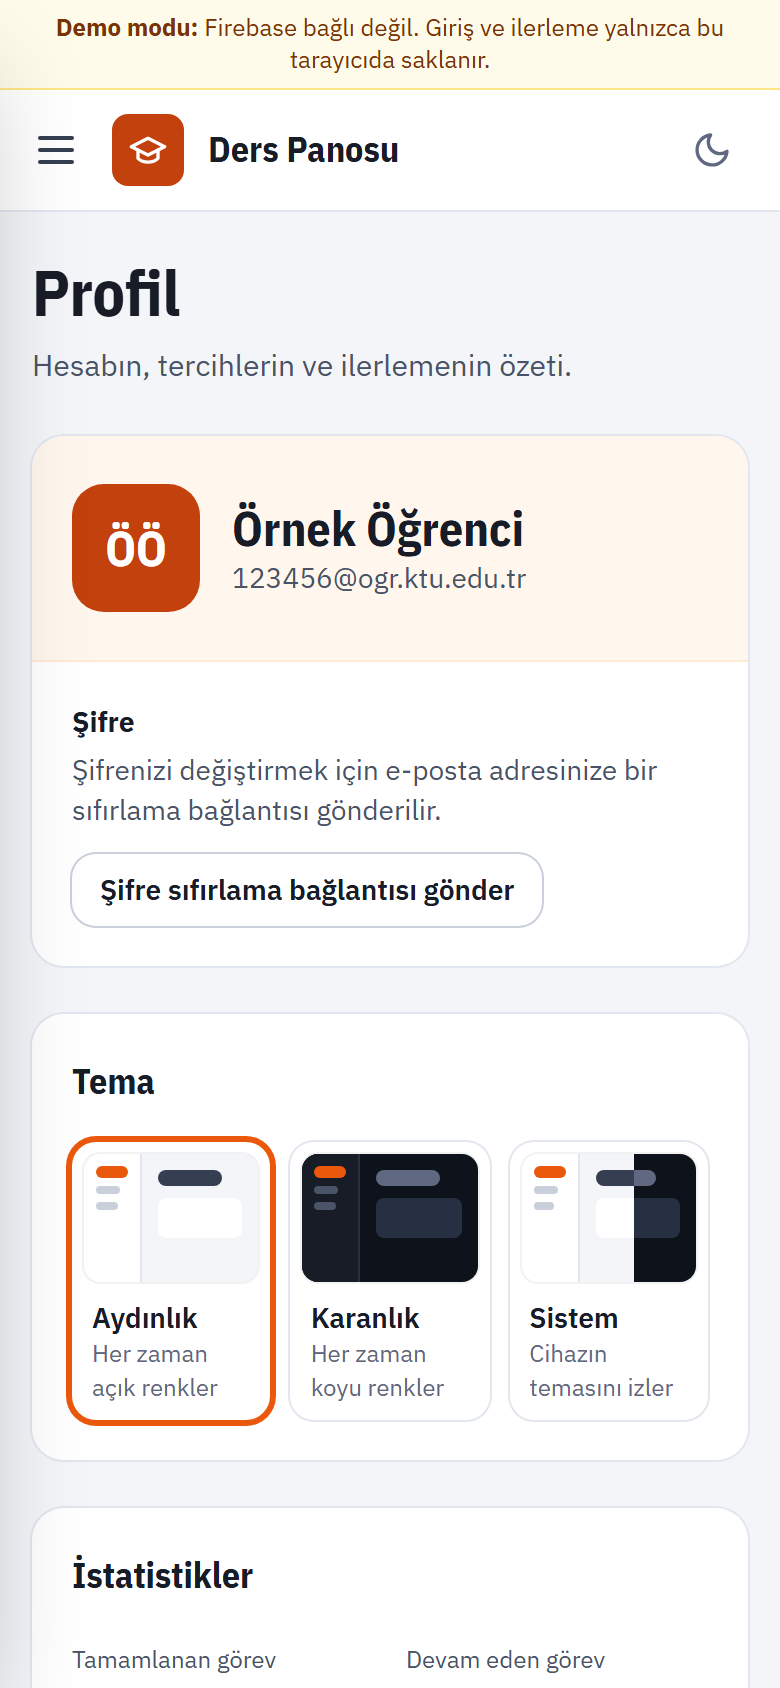 Demo modu: Firebase bağlı değil. Giriş ve ilerleme yalnızca bu
tarayıcıda saklanır.
Ders Panosu
Profil
Hesabın, tercihlerin ve ilerlemenin özeti.
ÖÖ
Örnek Öğrenci
123456@ogr.ktu.edu.tr
Şifre
Şifrenizi değiştirmek için e-posta adresinize bir
sıfırlama bağlantısı gönderilir.
Şifre sıfırlama bağlantısı gönder
Tema
Aydınlık
Her zaman
açık renkler
Karanlık
Her zaman
koyu renkler
Sistem
Cihazın
temasını izler
İstatistikler
Tamamlanan görev
Devam eden görev